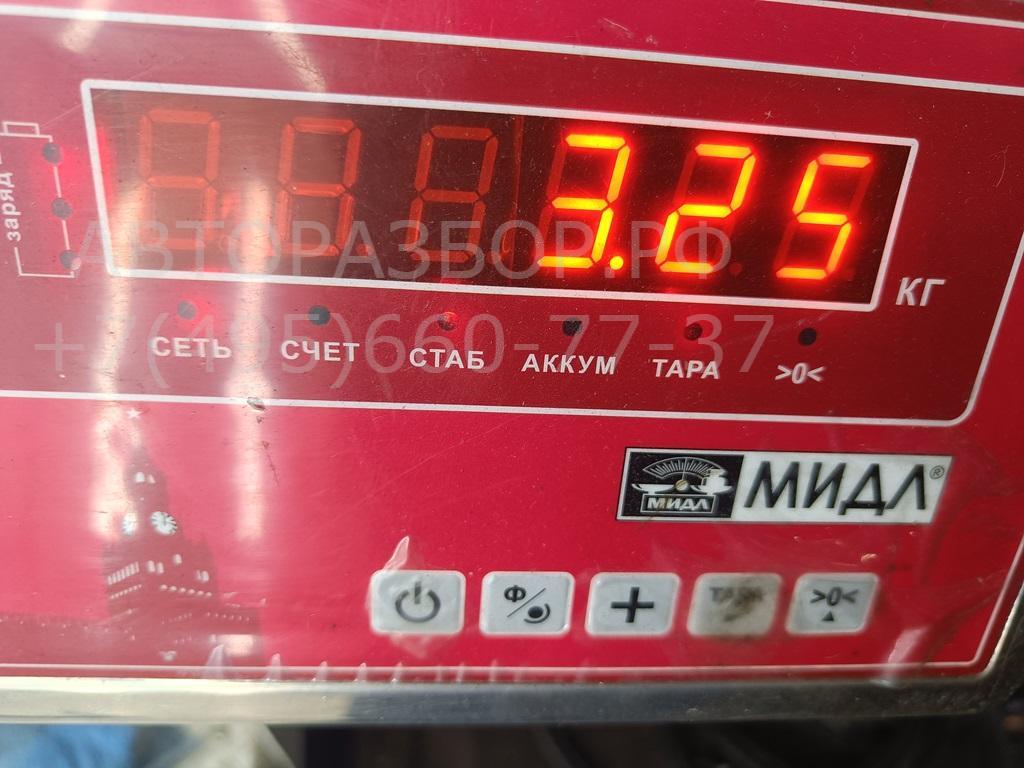 3.25
КГ
заряд
АВТОРАЗБОР.РФ
+7(495)660-77-37
СЕТЬ СЧЕТ СТАБ АККУМ ТАРА >0<
МИДЛ МИДЛ®
Ф + ТАРА >0<